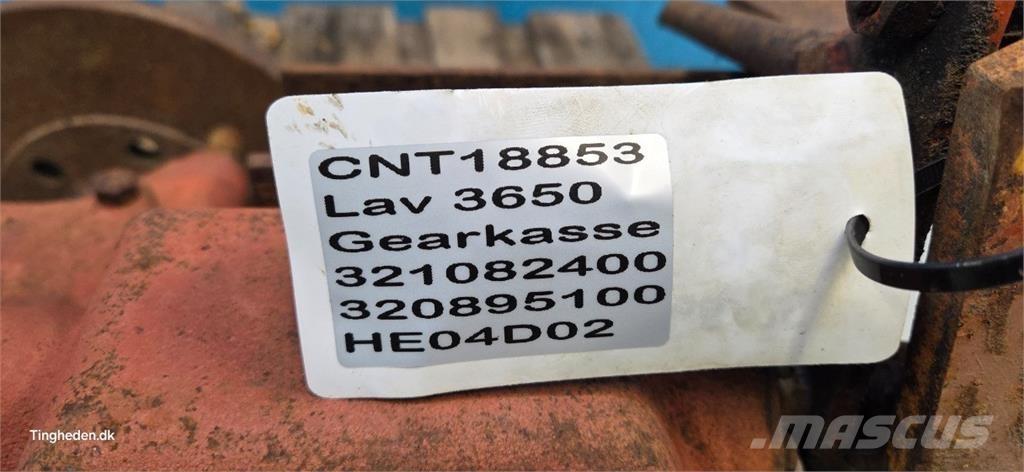 CNT18853
Lav 3650
Gearkasse
321082400
320895100
HE04D02
Tingheden.dk
MASCUS